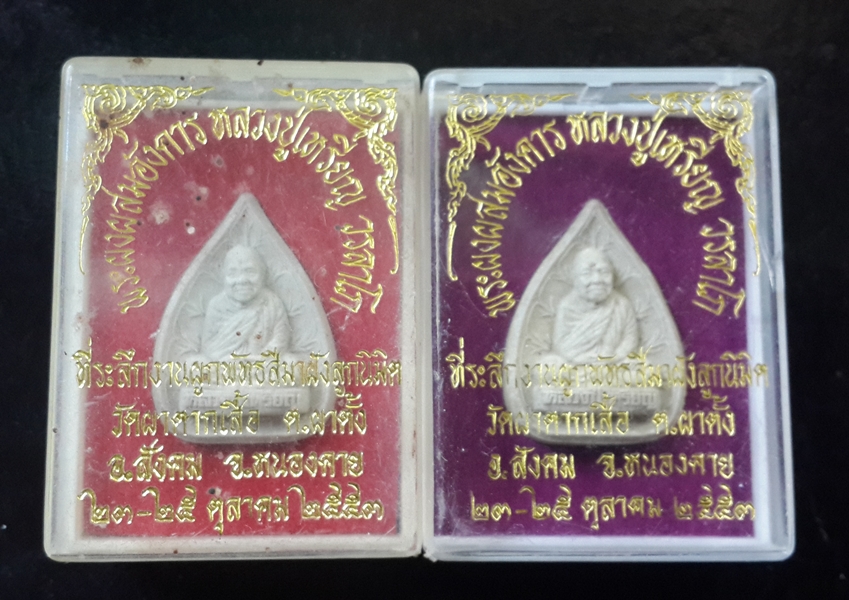 พระผงผสมอังคาร หลวงปู่เหรียญ วรลาโภ
ที่ระลึกงานผูกพัทธสีมาฝังลูกนิมิต
วัดผาตากเสื้อ ต.ผาตั้ง
อ.สังคม จ.หนองคาย
๒๓-๒๕ ตุลาคม ๒๕๕๓
พระผงผสมอังคาร หลวงปู่เหรียญ วรลาโภ
ที่ระลึกงานผูกพัทธสีมาฝังลูกนิมิต
วัดผาตากเสื้อ ต.ผาตั้ง
อ.สังคม จ.หนองคาย
๒๓-๒๕ ตุลาคม ๒๕๕๓